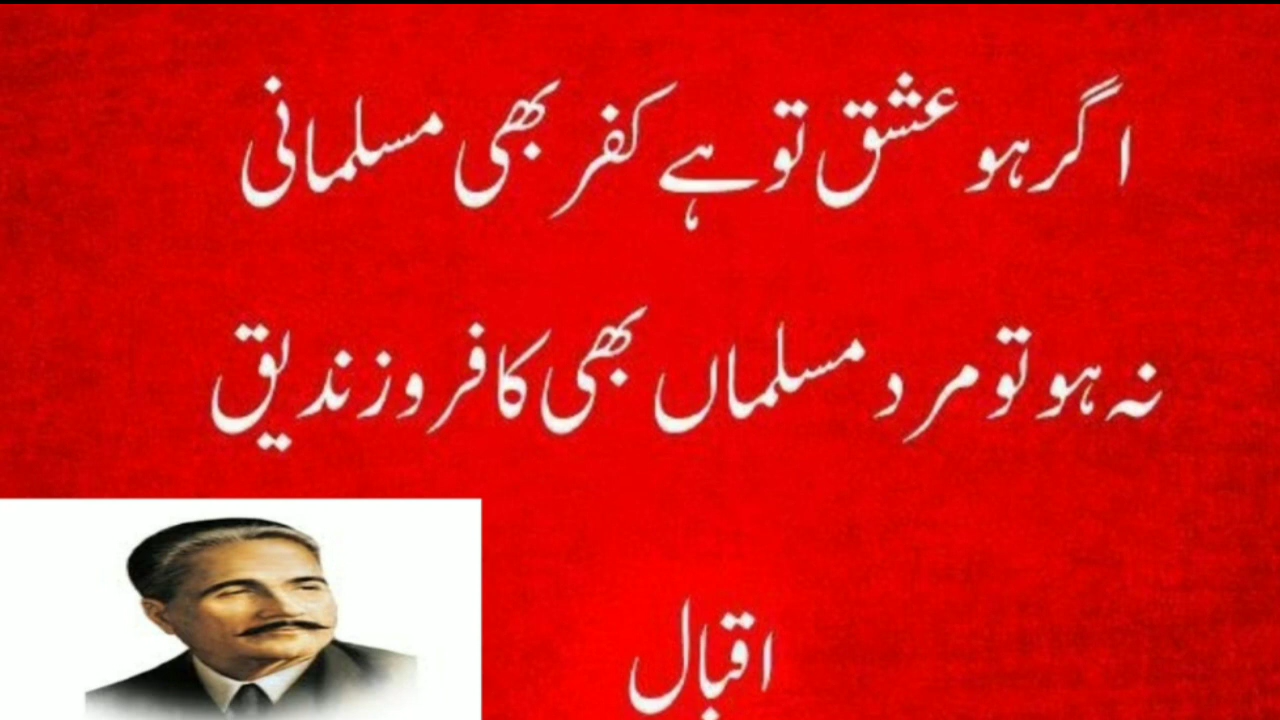 اگر ہو عشق تو ہے کفر بھی مسلمانی
نہ ہو تو مرد مسلماں بھی کافر و زندیق
اقبال